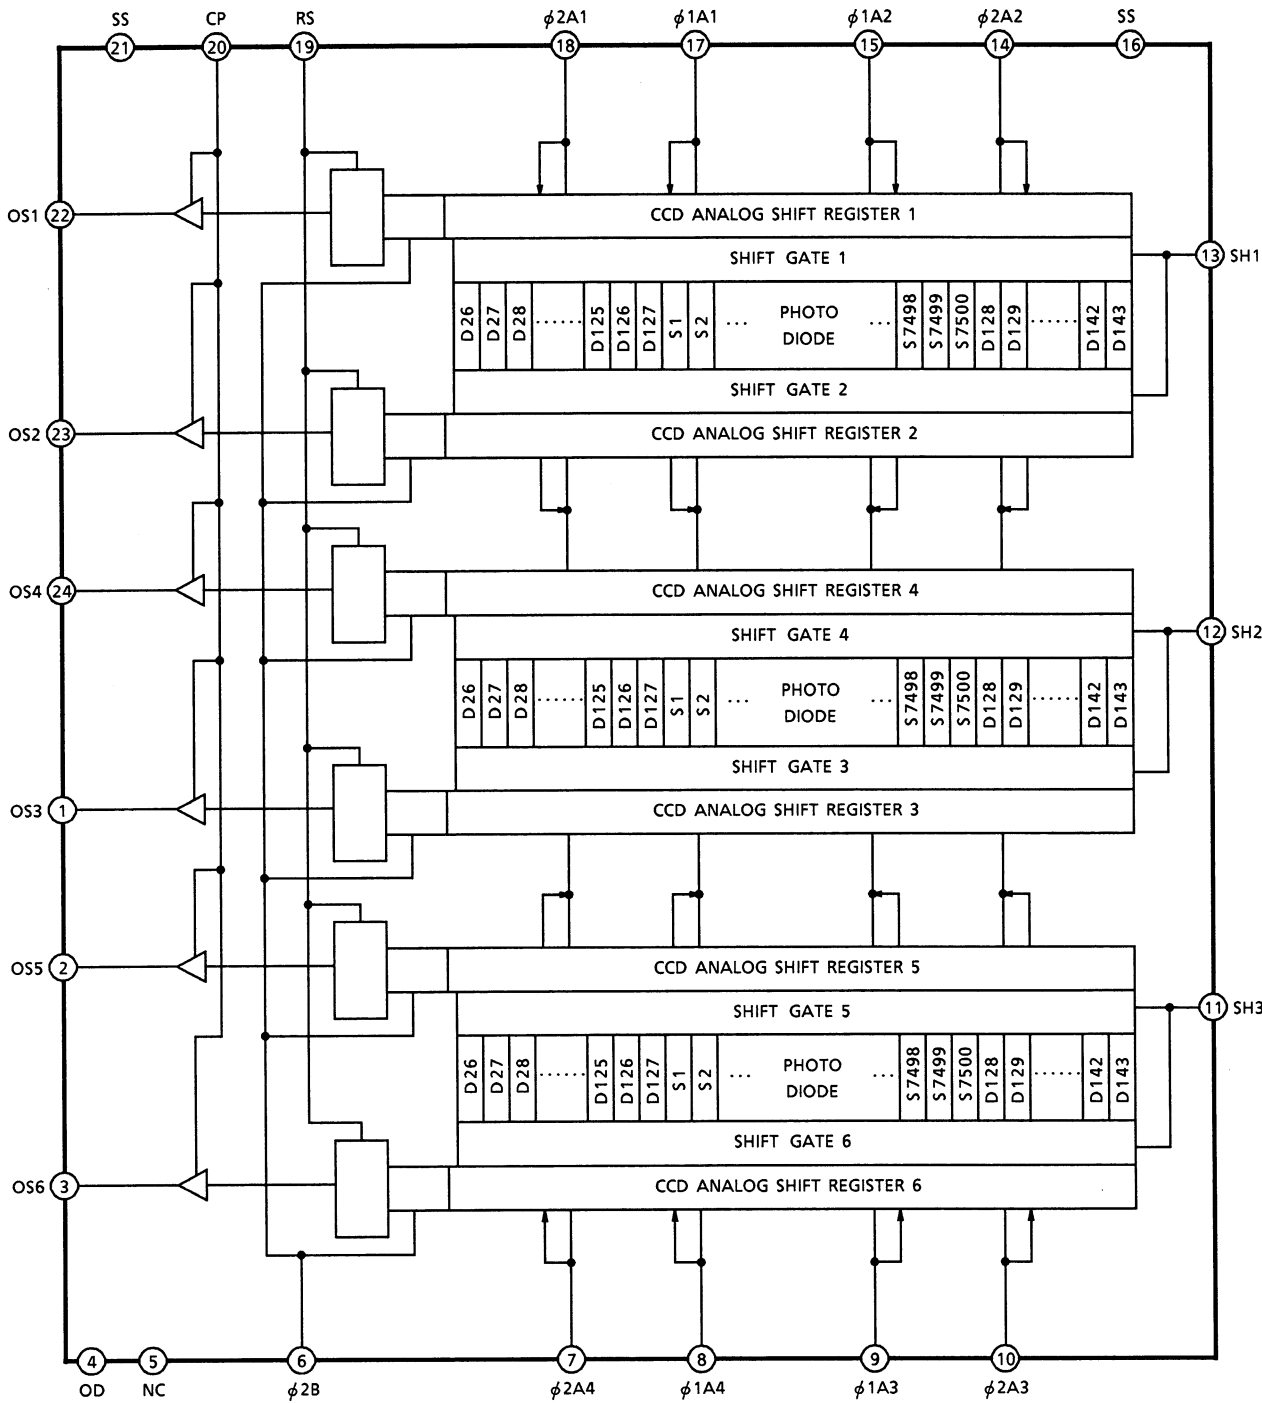 SS CP RS ϕ2A1 ϕ1A1 ϕ1A2 ϕ2A2 SS
21 20 19 18 17 15 14 16
OS1 22
CCD ANALOG SHIFT REGISTER 1
SHIFT GATE 1
13 SH1
D26 D27 D28 ······ D125 D126 D127 S1 S2 ··· PHOTO DIODE ··· S7498 S7499 S7500 D128 D129 ······ D142 D143
SHIFT GATE 2
OS2 23
CCD ANALOG SHIFT REGISTER 2
OS4 24
CCD ANALOG SHIFT REGISTER 4
SHIFT GATE 4
12 SH2
D26 D27 D28 ······ D125 D126 D127 S1 S2 ··· PHOTO DIODE ··· S7498 S7499 S7500 D128 D129 ······ D142 D143
SHIFT GATE 3
OS3 1
CCD ANALOG SHIFT REGISTER 3
OS5 2
CCD ANALOG SHIFT REGISTER 5
SHIFT GATE 5
11 SH3
D26 D27 D28 ······ D125 D126 D127 S1 S2 ··· PHOTO DIODE ··· S7498 S7499 S7500 D128 D129 ······ D142 D143
SHIFT GATE 6
OS6 3
CCD ANALOG SHIFT REGISTER 6
4 5 6 7 8 9 10
OD NC ϕ2B ϕ2A4 ϕ1A4 ϕ1A3 ϕ2A3